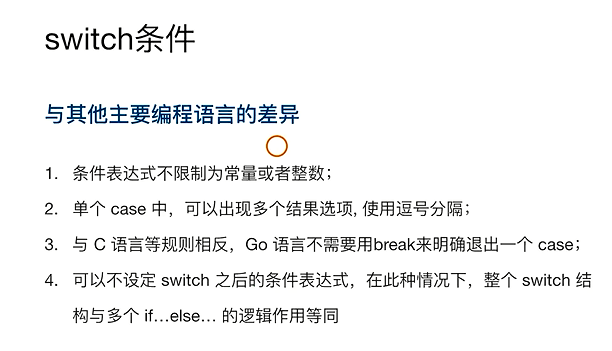 switch条件
与其他主要编程语言的差异
1. 条件表达式不限制为常量或者整数；
2. 单个 case 中，可以出现多个结果选项, 使用逗号分隔；
3. 与 C 语言等规则相反，Go 语言不需要用break来明确退出一个 case；
4. 可以不设定 switch 之后的条件表达式，在此种情况下，整个 switch 结
构与多个 if…else… 的逻辑作用等同